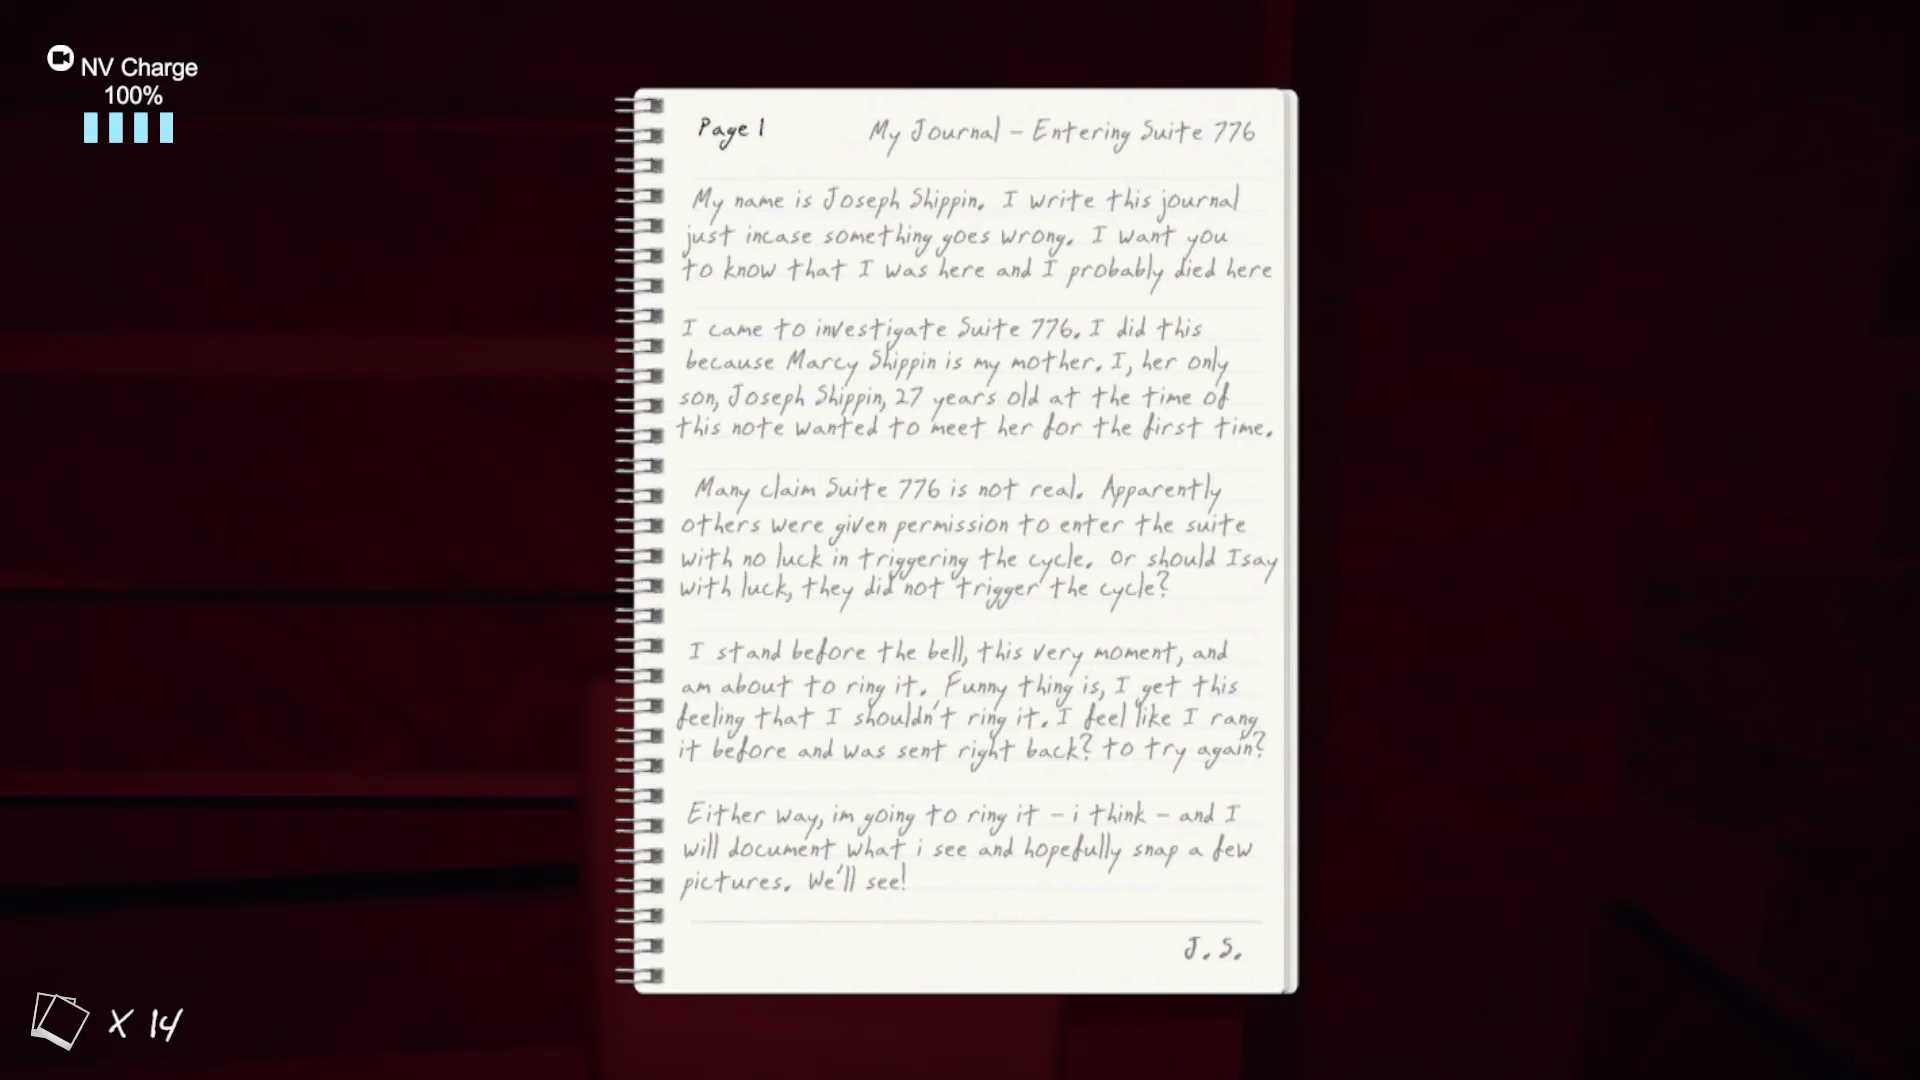 NV Charge
100%
Page 1
My Journal - Entering Suite 776
My name is Joseph Shippin. I write this journal
just incase something goes wrong. I want you
to know that I was here and I probably died here
I came to investigate Suite 776. I did this
because Marcy Shippin is my mother. I, her only
son, Joseph Shippin, 27 years old at the time of
this note wanted to meet her for the first time.
Many claim Suite 776 is not real. Apparently
others were given permission to enter the suite
with no luck in triggering the cycle. Or should Isay
with luck, they did not trigger the cycle?
I stand before the bell, this very moment, and
am about to ring it. Funny thing is, I get this
feeling that I shouldn't ring it. I feel like I rang
it before and was sent right back? to try again?
Either way, im going to ring it - i think - and I
will document what i see and hopefully snap a few
pictures. We'll see!
J. S.
X 14